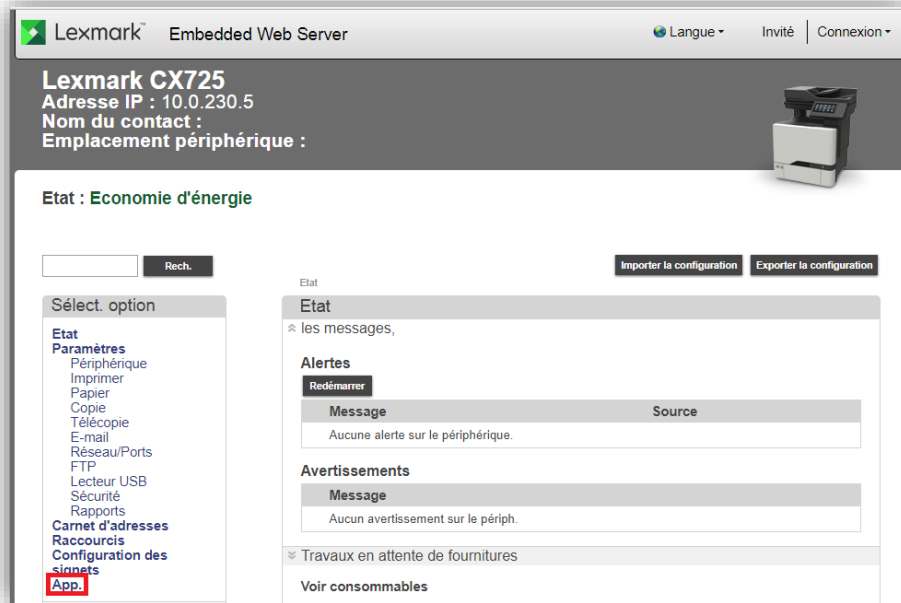 Lexmark™ Embedded Web Server
Langue
Invité
Connexion
Lexmark CX725
Adresse IP : 10.0.230.5
Nom du contact :
Emplacement périphérique :
Etat : Economie d'énergie
Rech.
Importer la configuration
Exporter la configuration
Sélect. option
Etat
Paramètres
Périphérique
Imprimer
Papier
Copie
Télécopie
E-mail
Réseau/Ports
FTP
Lecteur USB
Sécurité
Rapports
Carnet d'adresses
Raccourcis
Configuration des
signets
App.
Etat
Etat
les messages,
Alertes
Redémarrer
Message Source
Aucune alerte sur le périphérique.
Avertissements
Message
Aucun avertissement sur le périph.
Travaux en attente de fournitures
Voir consommables